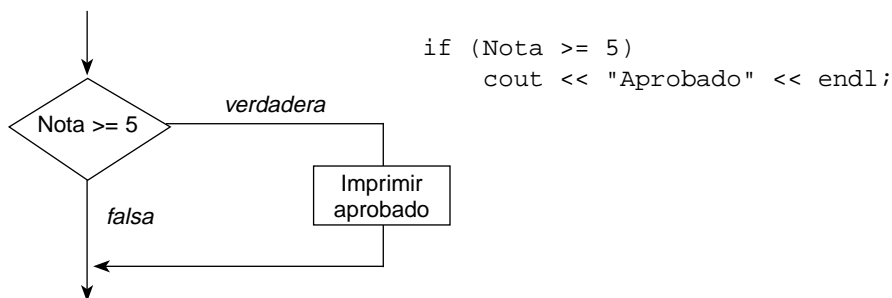 if (Nota >= 5)
cout << "Aprobado" << endl;
verdadera
Nota >= 5
Imprimir
aprobado
falsa